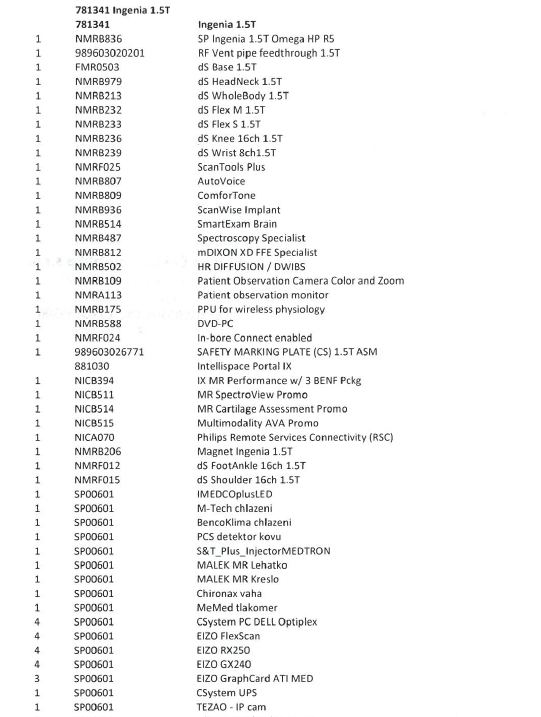 781341 Ingenia 1.5T
781341 Ingenia 1.5T
1 NMRB836 SP Ingenia 1.5T Omega HP R5
1 989603020201 RF Vent pipe feedthrough 1.5T
1 FMR0503 dS Base 1.5T
1 NMRB979 dS HeadNeck 1.5T
1 NMRB213 dS WholeBody 1.5T
1 NMRB232 dS Flex M 1.5T
1 NMRB233 dS Flex S 1.5T
1 NMRB236 dS Knee 16ch 1.5T
1 NMRB239 dS Wrist 8ch1.5T
1 NMRF025 ScanTools Plus
1 NMRB807 AutoVoice
1 NMRB809 ComforTone
1 NMRB936 ScanWise Implant
1 NMRB514 SmartExam Brain
1 NMRB487 Spectroscopy Specialist
1 NMRB812 mDIXON XD FFE Specialist
1 NMRB502 HR DIFFUSION / DWIBS
1 NMRB109 Patient Observation Camera Color and Zoom
1 NMRA113 Patient observation monitor
1 NMRB175 PPU for wireless physiology
1 NMRB588 DVD-PC
1 NMRF024 In-bore Connect enabled
1 989603026771 SAFETY MARKING PLATE (CS) 1.5T ASM
881030 Intellispace Portal IX
1 NICB394 IX MR Performance w/ 3 BENF Pckg
1 NICB511 MR SpectroView Promo
1 NICB514 MR Cartilage Assessment Promo
1 NICB515 Multimodality AVA Promo
1 NICA070 Philips Remote Services Connectivity (RSC)
1 NMRB206 Magnet Ingenia 1.5T
1 NMRF012 dS FootAnkle 16ch 1.5T
1 NMRF015 dS Shoulder 16ch 1.5T
1 SP00601 IMEDCOplusLED
1 SP00601 M-Tech chlazeni
1 SP00601 BencoKlima chlazeni
1 SP00601 PCS detektor kovu
1 SP00601 S&T_Plus_InjectorMEDTRON
1 SP00601 MALEK MR Lehatko
1 SP00601 MALEK MR Kreslo
1 SP00601 Chironax vaha
1 SP00601 MeMed tlakomer
4 SP00601 CSystem PC DELL Optiplex
4 SP00601 EIZO FlexScan
4 SP00601 EIZO RX250
4 SP00601 EIZO GX240
3 SP00601 EIZO GraphCard ATI MED
1 SP00601 CSystem UPS
1 SP00601 TEZAO - IP cam